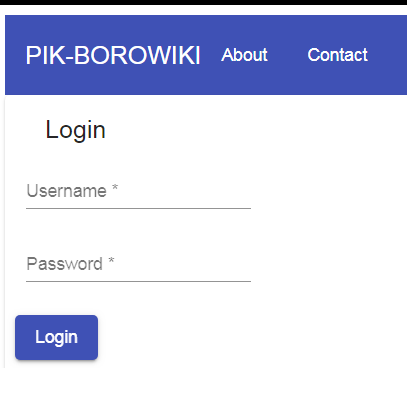 PIK-BOROWIKI About Contact
Login
Username *
Password *
Login